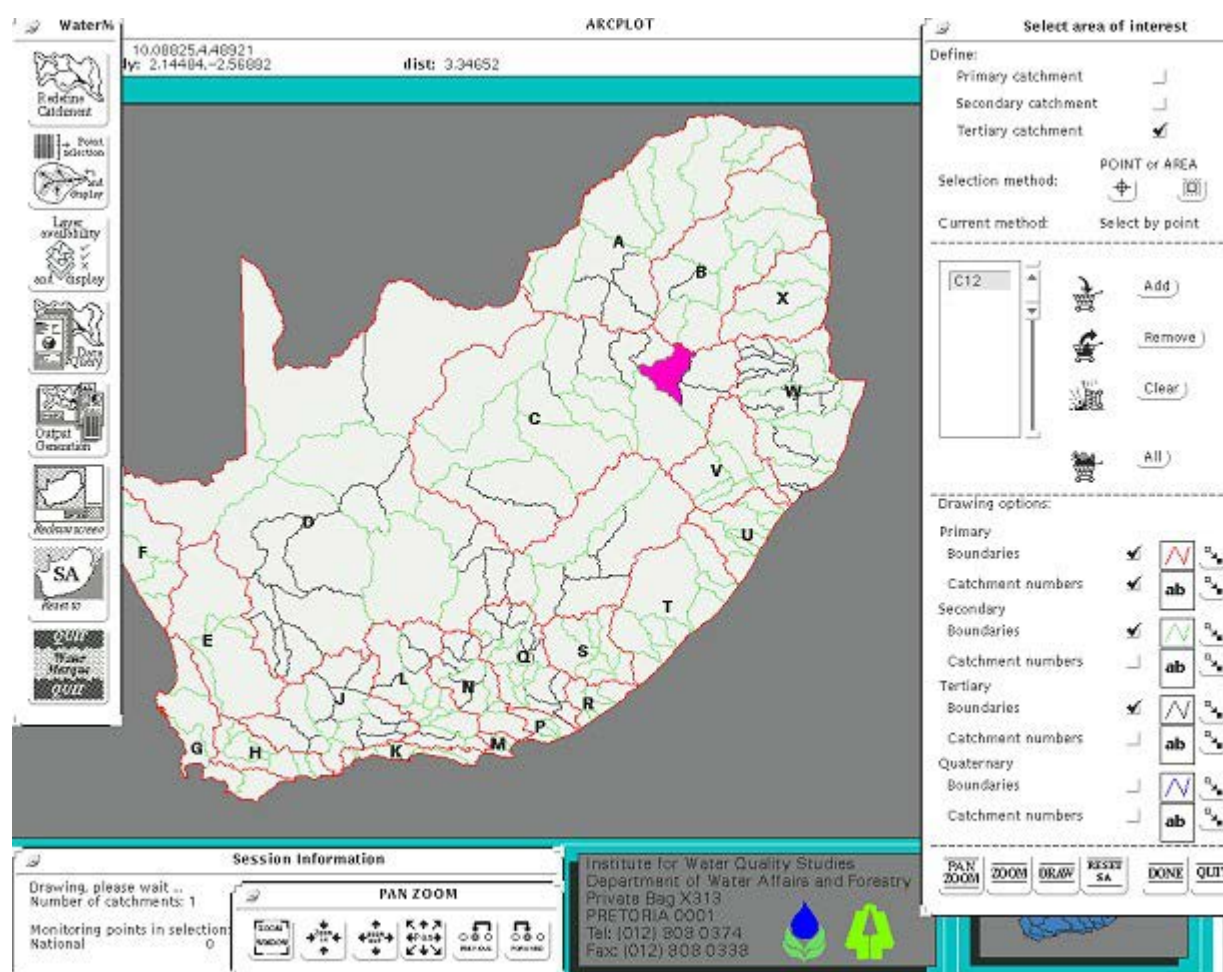 Water
ARCPLOT
Select area of interest
10.08825,4.48921
ly: 2.14484,-2.56882 dist: 3.34652
Redefine
Catchment
Point
selection
and
display
Layer
availability
and display
Data
Query
Output
Generation
Redraw screen
SA
Reset to
QUIT
Water
Marque
QUIT
A
B
X
C
W
V
D
U
F
T
E
S
Q
L
N
J
R
P
M
G
H
K
Define:
Primary catchment
Secondary catchment
Tertiary catchment
POINT or AREA
Selection method:
Current method: Select by point
C12
Add
Remove
Clear
All
Drawing options:
Primary
Boundaries
Catchment numbers ab
Secondary
Boundaries
Catchment numbers ab
Tertiary
Boundaries
Catchment numbers ab
Quaternary
Boundaries
Catchment numbers ab
PAN
ZOOM
ZOOM
DRAW
RESET
SA
DONE
QUIT
Session Information
Drawing, please wait ..
Number of catchments: 1
Monitoring points in selection:
National 0
PAN ZOOM
Institute for Water Quality Studies
Department of Water Affairs and Forestry
Private Bag X313
PRETORIA 0001
Tel: (012) 808 0374
Fax: (012) 808 0338